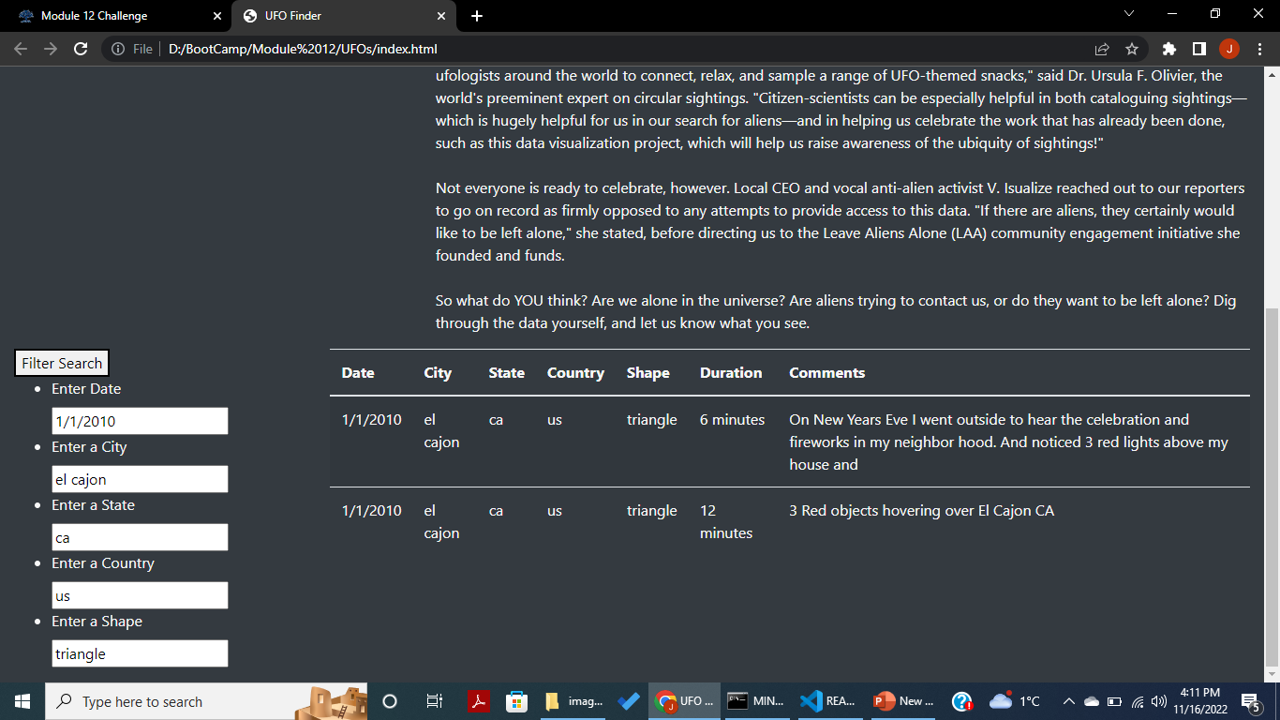 Module 12 Challenge
UFO Finder
File
D:/BootCamp/Module%2012/UFOs/index.html
J
ufologists around the world to connect, relax, and sample a range of UFO-themed snacks," said Dr. Ursula F. Olivier, the
world's preeminent expert on circular sightings. "Citizen-scientists can be especially helpful in both cataloguing sightings—
which is hugely helpful for us in our search for aliens—and in helping us celebrate the work that has already been done,
such as this data visualization project, which will help us raise awareness of the ubiquity of sightings!"
Not everyone is ready to celebrate, however. Local CEO and vocal anti-alien activist V. Isualize reached out to our reporters
to go on record as firmly opposed to any attempts to provide access to this data. "If there are aliens, they certainly would
like to be left alone," she stated, before directing us to the Leave Aliens Alone (LAA) community engagement initiative she
founded and funds.
So what do YOU think? Are we alone in the universe? Are aliens trying to contact us, or do they want to be left alone? Dig
through the data yourself, and let us know what you see.
Filter Search
Enter Date
1/1/2010
Enter a City
el cajon
Enter a State
ca
Enter a Country
us
Enter a Shape
triangle
Date City State Country Shape Duration Comments
1/1/2010 el ca us triangle 6 minutes On New Years Eve I went outside to hear the celebration and
cajon fireworks in my neighbor hood. And noticed 3 red lights above my
house and
1/1/2010 el ca us triangle 12 3 Red objects hovering over El Cajon CA
cajon minutes
Type here to search
imag...
UFO ...
MIN...
REA...
New ...
1°C
4:11 PM
11/16/2022
5